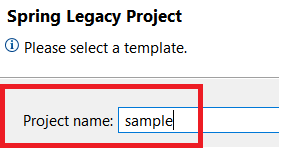 Spring Legacy Project
Please select a template.
Project name: sample